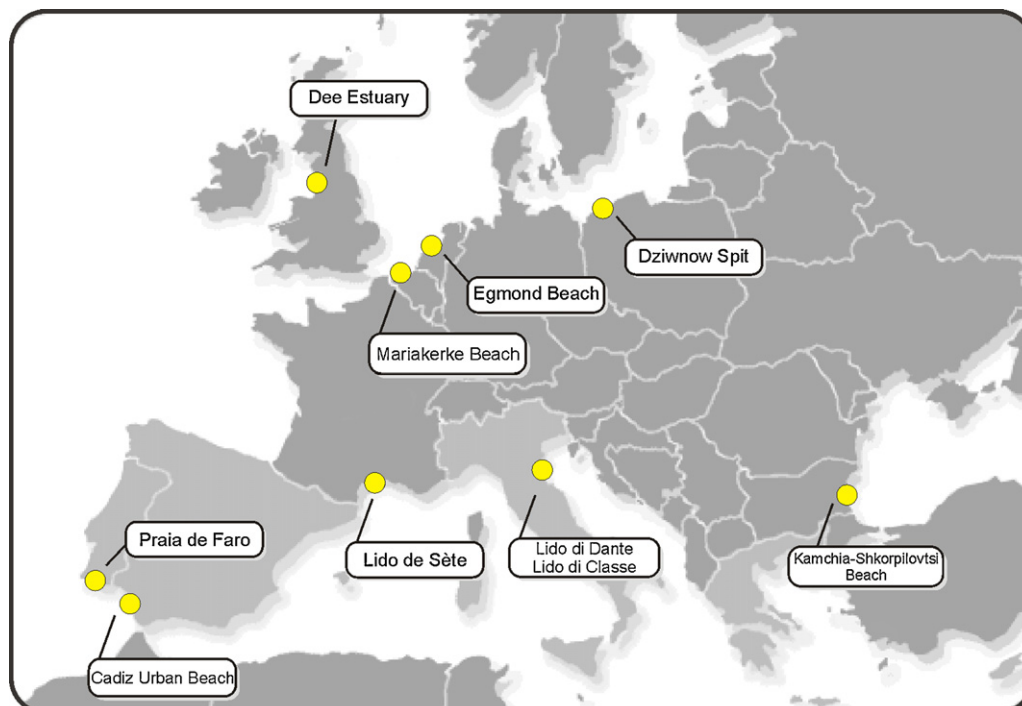 Dee Estuary
Dziwnow Spit
Egmond Beach
Mariakerke Beach
Praia de Faro
Lido de Sète
Lido di Dante
Lido di Classe
Kamchia-Shkorpilovtsi
Beach
Cadiz Urban Beach